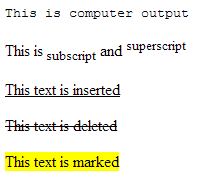 This is computer output
This is subscript and superscript
This text is inserted
This text is deleted
This text is marked